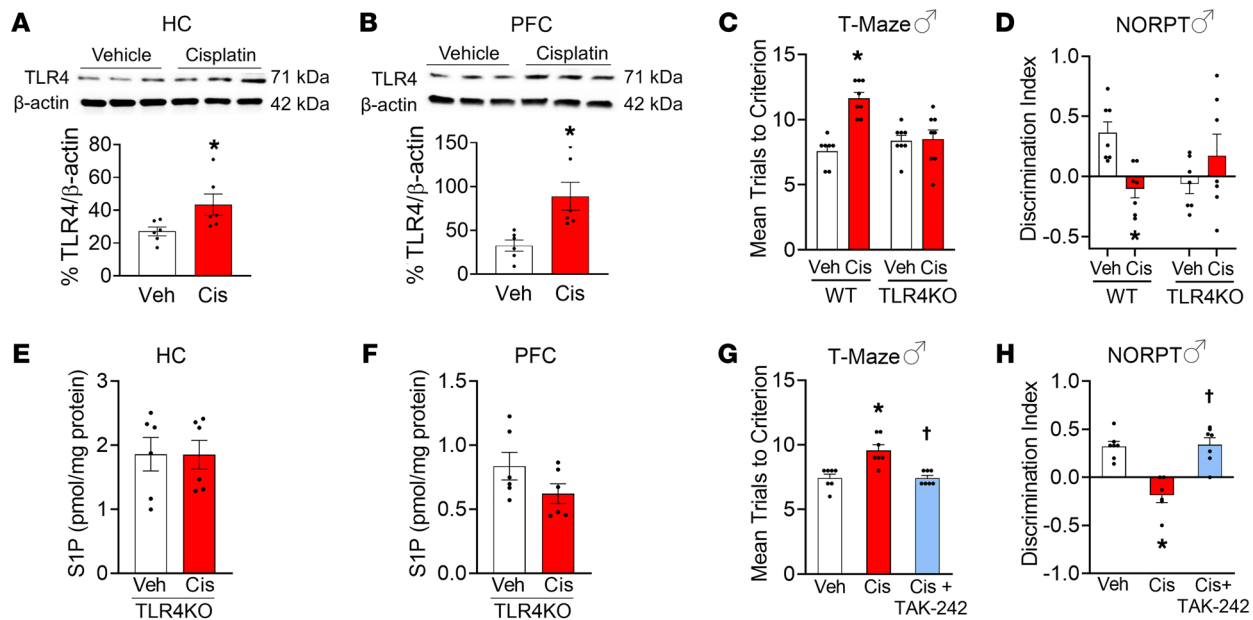 A
HC
Vehicle Cisplatin
TLR4 71 kDa
β-actin 42 kDa
% TLR4/β-actin
80
60
40
20
0
*
Veh Cis
B
PFC
Vehicle Cisplatin
TLR4 71 kDa
β-actin 42 kDa
% TLR4/β-actin
150
100
50
0
*
Veh Cis
C
T-Maze♂
Mean Trials to Criterion
15
10
5
0
*
Veh Cis Veh Cis
WT TLR4KO
D
NORPT♂
Discrimination Index
1.0
0.5
0.0
-0.5
*
Veh Cis Veh Cis
WT TLR4KO
E
HC
S1P (pmol/mg protein)
3
2
1
0
Veh Cis
TLR4KO
F
PFC
S1P (pmol/mg protein)
1.5
1.0
0.5
0.0
Veh Cis
TLR4KO
G
T-Maze♂
Mean Trials to Criterion
15
10
5
0
*
†
Veh Cis Cis +
TAK-242
H
NORPT♂
Discrimination Index
1.0
0.5
0.0
-0.5
-1.0
†
*
Veh Cis Cis+
TAK-242